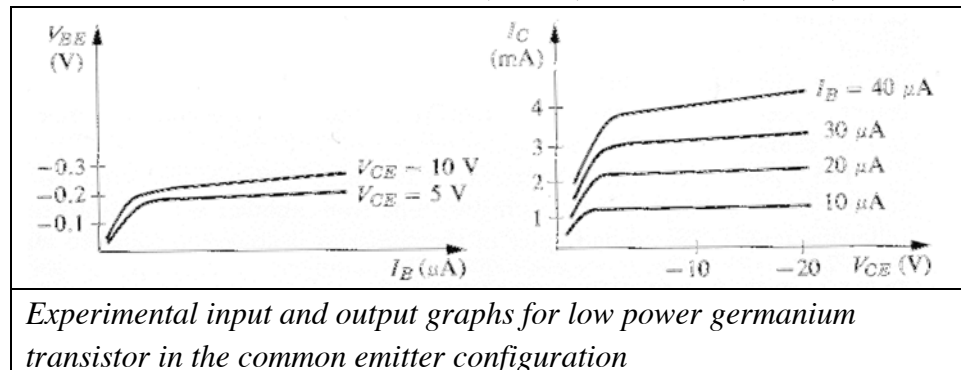 V_BE
(V)
−0.3
−0.2
−0.1
V_CE = 10 V
V_CE = 5 V
I_B (μA)
I_C
(mA)
4
3
2
1
I_B = 40 μA
30 μA
20 μA
10 μA
−10
−20
V_CE (V)
Experimental input and output graphs for low power germanium
transistor in the common emitter configuration